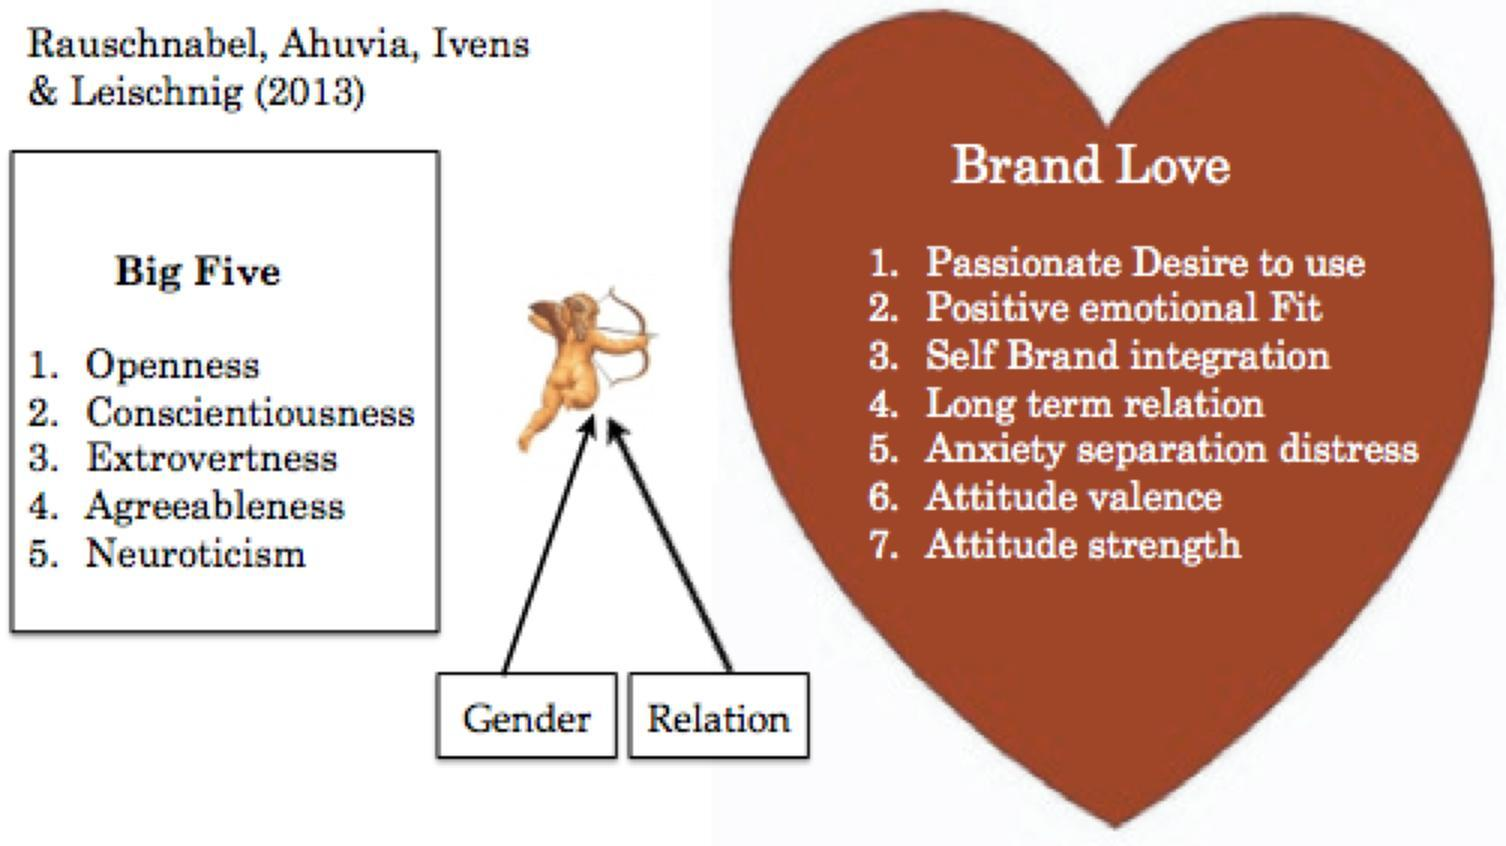 Rauschnabel, Ahuvia, Ivens
& Leischnig (2013)
Big Five
1. Openness
2. Conscientiousness
3. Extrovertness
4. Agreeableness
5. Neuroticism
Gender
Relation
Brand Love
1. Passionate Desire to use
2. Positive emotional Fit
3. Self Brand integration
4. Long term relation
5. Anxiety separation distress
6. Attitude valence
7. Attitude strength